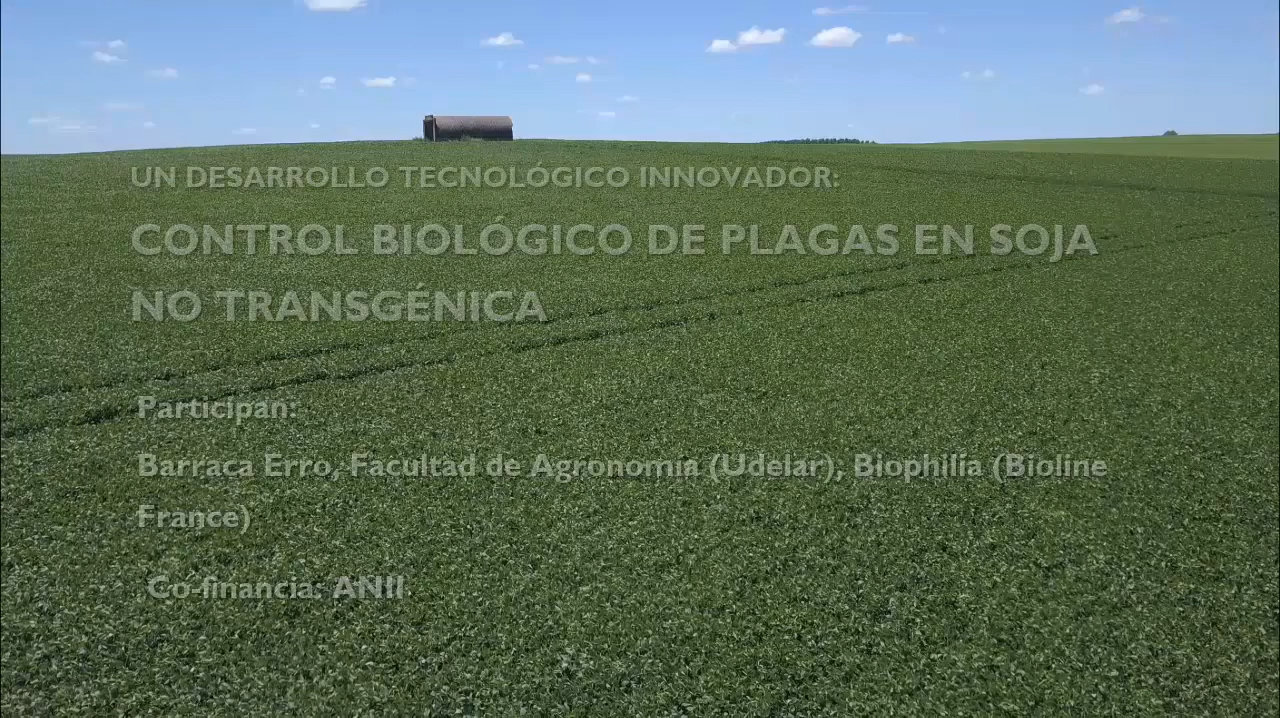 UN DESARROLLO TECNOLÓGICO INNOVADOR:
CONTROL BIOLÓGICO DE PLAGAS EN SOJA
NO TRANSGÉNICA
Participan:
Barraca Erro, Facultad de Agronomía (Udelar), Biophilia (Bioline
France)
Co-financia: ANII